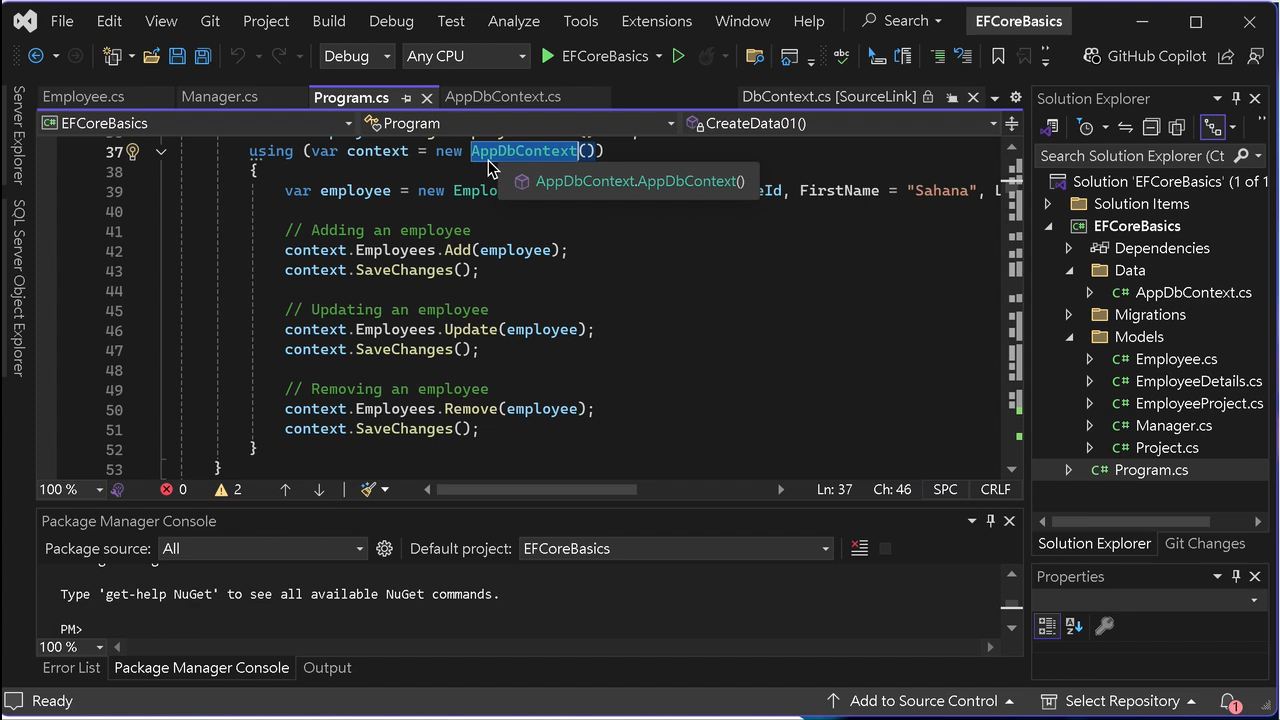 File Edit View Git Project Build Debug Test Analyze Tools Extensions Window Help Search EFCoreBasics
Debug Any CPU EFCoreBasics GitHub Copilot
Server Explorer
SQL Server Object Explorer
Employee.cs Manager.cs Program.cs AppDbContext.cs DbContext.cs [SourceLink]
EFCoreBasics Program CreateData01()
37 using (var context = new AppDbContext())
38 {
AppDbContext.AppDbContext()
39 var employee = new Emplo eId, FirstName = "Sahana", L
40
41 // Adding an employee
42 context.Employees.Add(employee);
43 context.SaveChanges();
44
45 // Updating an employee
46 context.Employees.Update(employee);
47 context.SaveChanges();
48
49 // Removing an employee
50 context.Employees.Remove(employee);
51 context.SaveChanges();
52 }
53 }
100 % 0 2 Ln: 37 Ch: 46 SPC CRLF
Package Manager Console
Package source: All Default project: EFCoreBasics
Type 'get-help NuGet' to see all available NuGet commands.
PM>
100 %
Error List Package Manager Console Output
Solution Explorer
Search Solution Explorer (Ct
Solution 'EFCoreBasics' (1 of 1
Solution Items
EFCoreBasics
Dependencies
Data
C# AppDbContext.cs
Migrations
Models
C# Employee.cs
C# EmployeeDetails.cs
C# EmployeeProject.cs
C# Manager.cs
C# Project.cs
C# Program.cs
Solution Explorer Git Changes
Properties
Ready Add to Source Control Select Repository 1